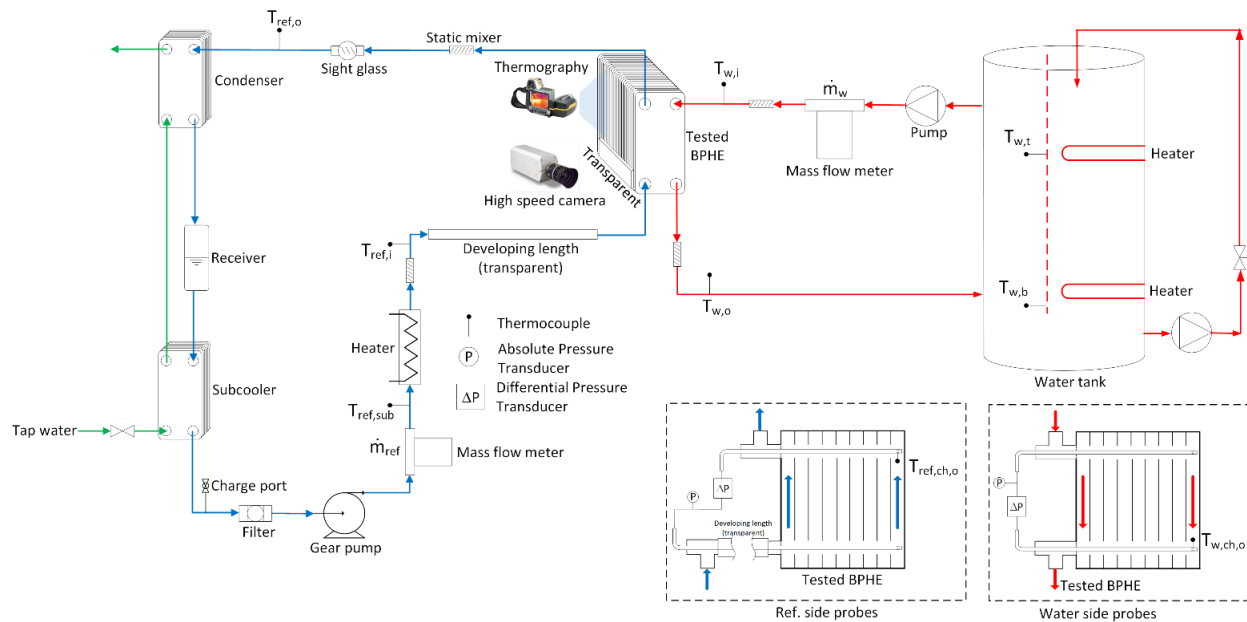 T_ref,o
Static mixer
Sight glass
Condenser
Thermography
T_w,i
ṁ_w
Pump
Tested
BPHE
Transparent
Mass flow meter
T_w,t
Heater
High speed camera
Receiver
T_ref,i
Developing length
(transparent)
T_w,o
T_w,b
Heater
Water tank
Heater
Thermocouple
P
Absolute Pressure
Transducer
ΔP
Differential Pressure
Transducer
Subcooler
T_ref,sub
Tap water
ṁ_ref
Mass flow meter
Charge port
Filter
Gear pump
T_ref,ch,o
ΔP
P
Developing length
(transparent)
Tested BPHE
Ref. side probes
P
ΔP
T_w,ch,o
Tested BPHE
Water side probes